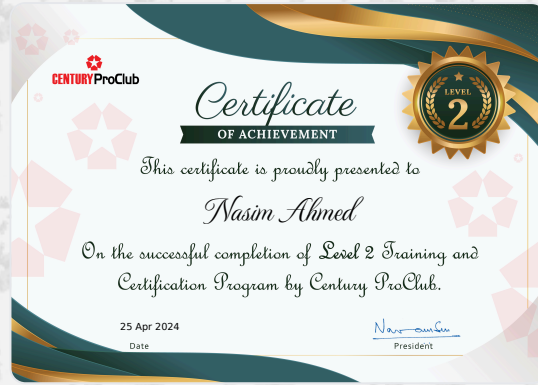 CENTURY ProClub
Certificate
OF ACHIEVEMENT
LEVEL
2
This certificate is proudly presented to
Nasim Ahmed
On the successful completion of Level 2 Training and
Certification Program by Century ProClub.
25 Apr 2024
Date
President